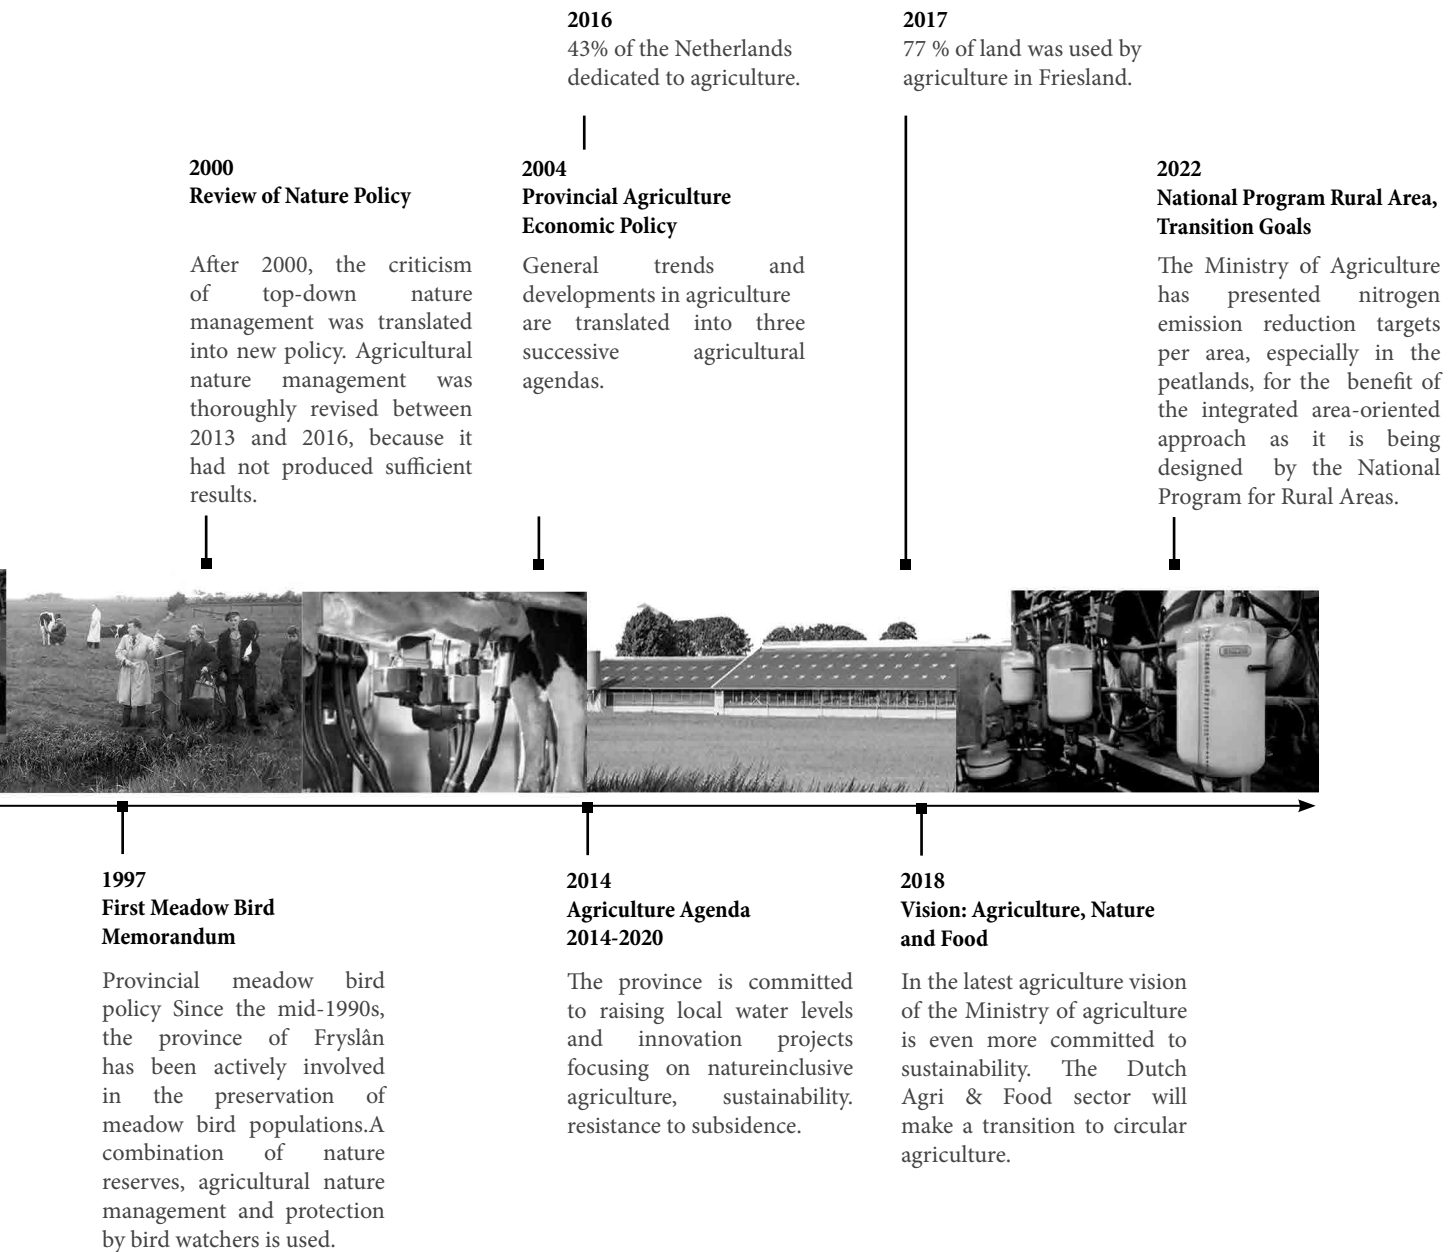 2016
43% of the Netherlands
dedicated to agriculture.
2017
77 % of land was used by
agriculture in Friesland.
2000
Review of Nature Policy
After 2000, the criticism
of top-down nature
management was translated
into new policy. Agricultural
nature management was
thoroughly revised between
2013 and 2016, because it
had not produced sufficient
results.
2004
Provincial Agriculture
Economic Policy
General trends and
developments in agriculture
are translated into three
successive agricultural
agendas.
2022
National Program Rural Area,
Transition Goals
The Ministry of Agriculture
has presented nitrogen
emission reduction targets
per area, especially in the
peatlands, for the benefit of
the integrated area-oriented
approach as it is being
designed by the National
Program for Rural Areas.
1997
First Meadow Bird
Memorandum
Provincial meadow bird
policy Since the mid-1990s,
the province of Fryslân
has been actively involved
in the preservation of
meadow bird populations.A
combination of nature
reserves, agricultural nature
management and protection
by bird watchers is used.
2014
Agriculture Agenda
2014-2020
The province is committed
to raising local water levels
and innovation projects
focusing on natureinclusive
agriculture, sustainability.
resistance to subsidence.
2018
Vision: Agriculture, Nature
and Food
In the latest agriculture vision
of the Ministry of agriculture
is even more committed to
sustainability. The Dutch
Agri & Food sector will
make a transition to circular
agriculture.